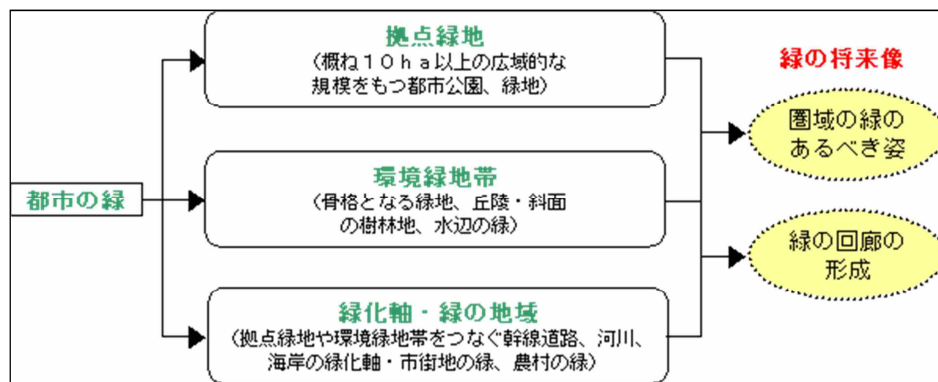 都市の緑
拠点緑地
(概ね10ha以上の広域的な
規模をもつ都市公園、緑地)
環境緑地帯
(骨格となる緑地、丘陵・斜面
の樹林地、水辺の緑)
緑化軸・緑の地域
(拠点緑地や環境緑地帯をつなぐ幹線道路、河川、
海岸の緑化軸・市街地の緑、農村の緑)
緑の将来像
圏域の緑の
あるべき姿
緑の回廊の
形成